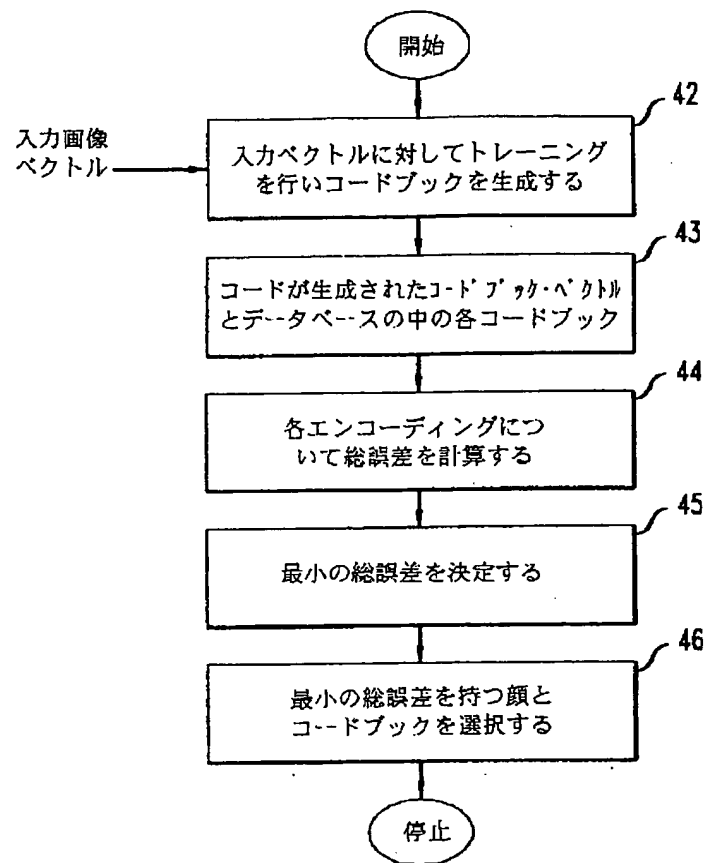 開始
42
入力画像
ベクトル
入力ベクトルに対してトレーニング
を行いコードブックを生成する
43
コードが生成されたｺｰﾄﾞﾌﾞｯｸ・ﾍﾞｸﾄﾙ
とデータベースの中の各コードブック
44
各エンコーディングにつ
いて総誤差を計算する
45
最小の総誤差を決定する
46
最小の総誤差を持つ顔と
コードブックを選択する
停止